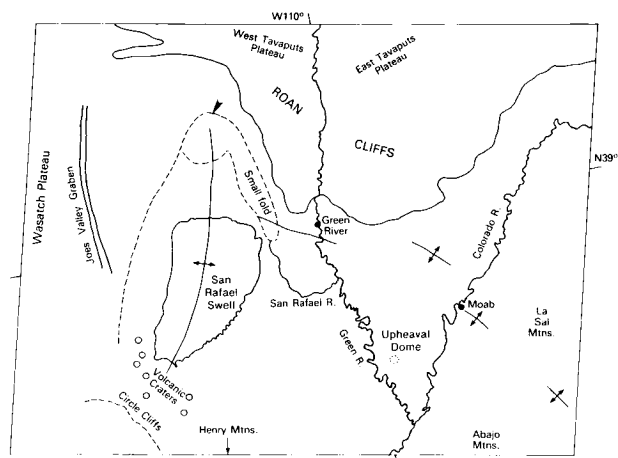 W110°
West Tavaputs
Plateau
East Tavaputs
Plateau
ROAN
CLIFFS
N39°
Wasatch Plateau
Joes Valley Graben
Small fold
Green
River
Colorado R.
San
Rafael
Swell
San Rafael R.
Moab
La
Sal
Mtns.
Green R.
Upheaval
Dome
Volcanic
Craters
Circle Cliffs
Henry Mtns.
Abajo
Mtns.